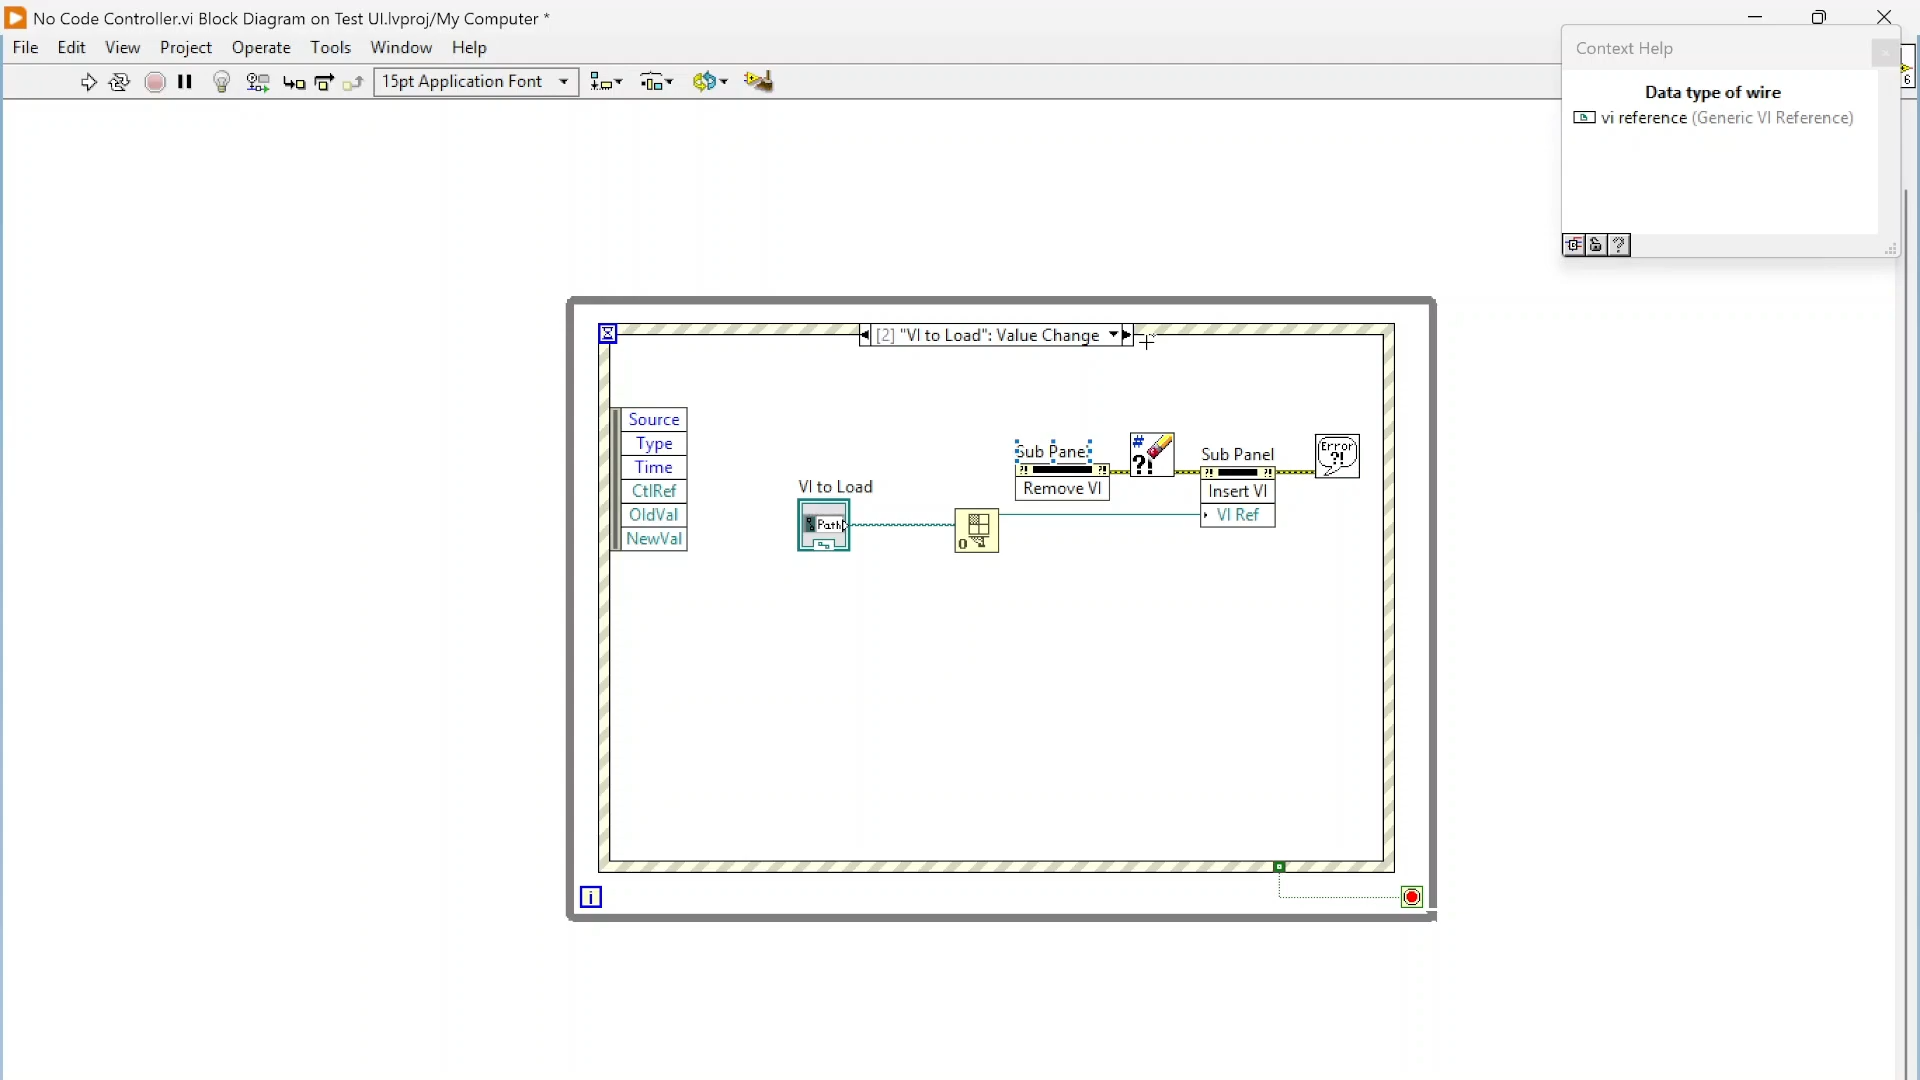 No Code Controller.vi Block Diagram on Test UI.lvproj/My Computer *
File Edit View Project Operate Tools Window Help
15pt Application Font
6
Context Help
Data type of wire
vi reference (Generic VI Reference)
?
[2] "VI to Load": Value Change
Source
Type
Time
CtlRef
OldVal
NewVal
VI to Load
Path
0
Sub Panel
?! ?!
Remove VI
# ?!
Sub Panel
?! ?!
Insert VI
VI Ref
Error
?!
i